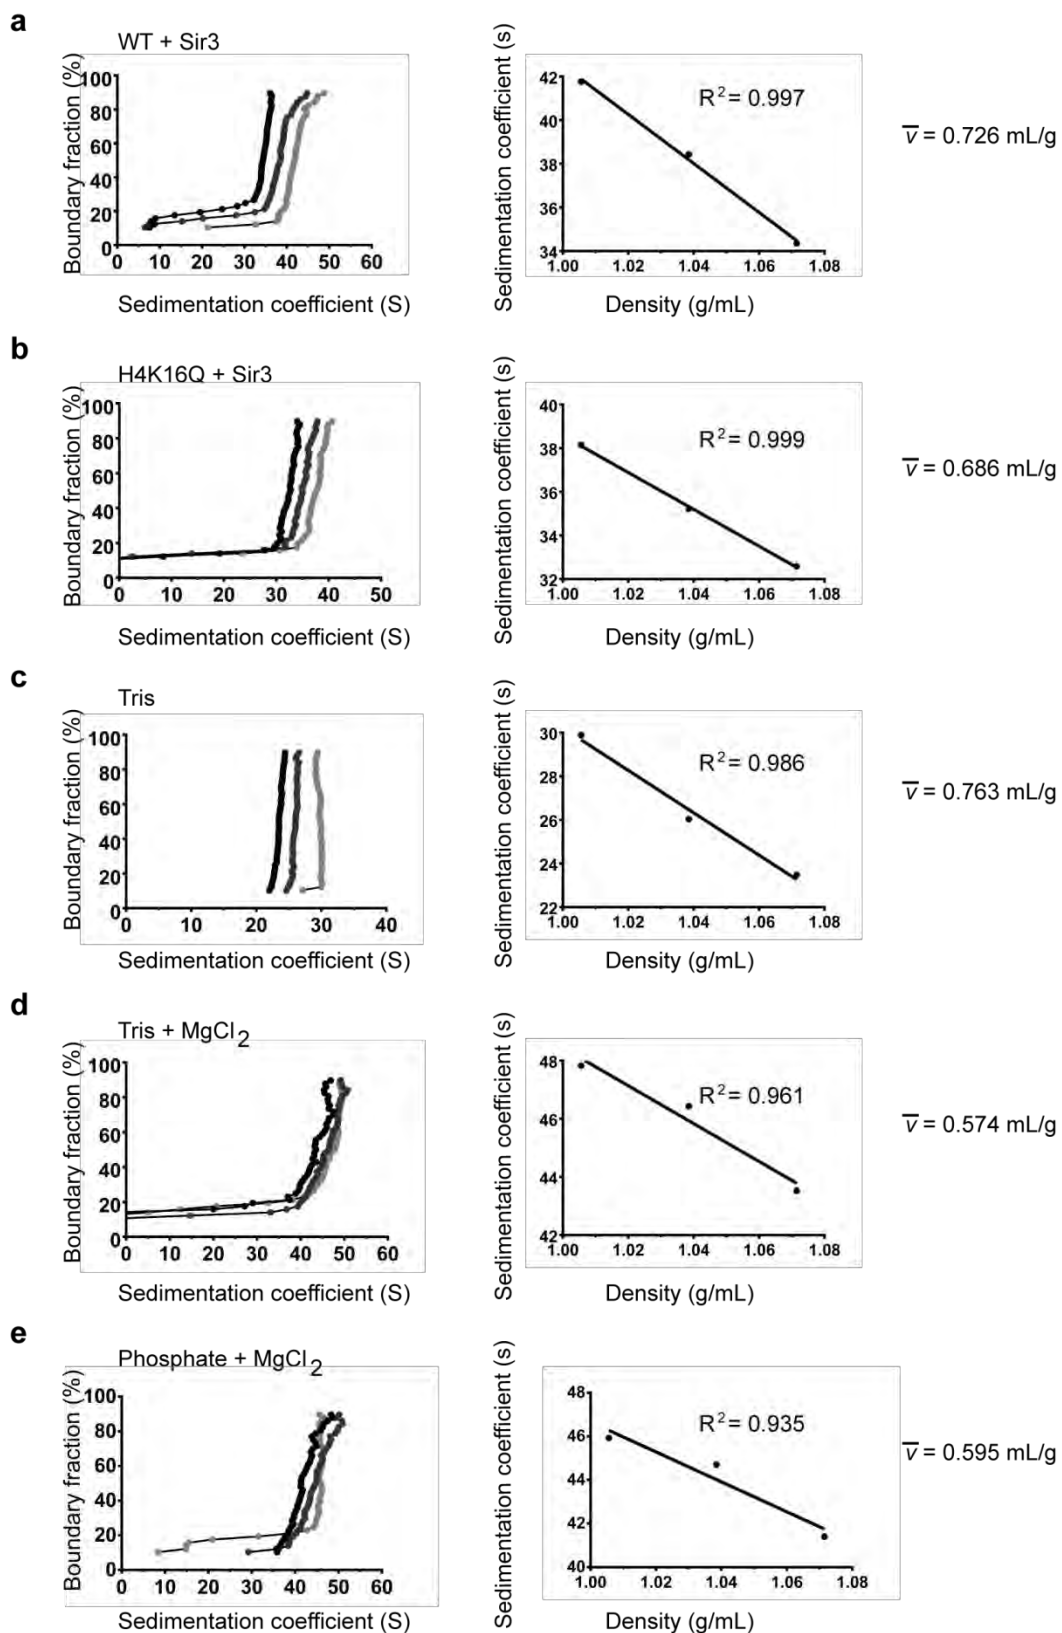 a
WT + Sir3
Boundary fraction (%)
100
80
60
40
20
0
0 10 20 30 40 50 60
Sedimentation coefficient (S)
Sedimentation coefficient (s)
42
40
38
36
34
R² = 0.997
1.00 1.02 1.04 1.06 1.08
Density (g/mL)
v̅ = 0.726 mL/g
b
H4K16Q + Sir3
Boundary fraction (%)
100
80
60
40
20
0
0 10 20 30 40 50
Sedimentation coefficient (S)
Sedimentation coefficient (s)
40
38
36
34
32
R² = 0.999
1.00 1.02 1.04 1.06 1.08
Density (g/mL)
v̅ = 0.686 mL/g
c
Tris
Boundary fraction (%)
100
80
60
40
20
0
0 10 20 30 40
Sedimentation coefficient (S)
Sedimentation coefficient (s)
30
28
26
24
22
R² = 0.986
1.00 1.02 1.04 1.06 1.08
Density (g/mL)
v̅ = 0.763 mL/g
d
Tris + MgCl₂
Boundary fraction (%)
100
80
60
40
20
0
0 10 20 30 40 50 60
Sedimentation coefficient (S)
Sedimentation coefficient (s)
48
46
44
42
R² = 0.961
1.00 1.02 1.04 1.06 1.08
Density (g/mL)
v̅ = 0.574 mL/g
e
Phosphate + MgCl₂
Boundary fraction (%)
100
80
60
40
20
0
0 10 20 30 40 50 60
Sedimentation coefficient (S)
Sedimentation coefficient (s)
48
46
44
42
40
R² = 0.935
1.00 1.02 1.04 1.06 1.08
Density (g/mL)
v̅ = 0.595 mL/g